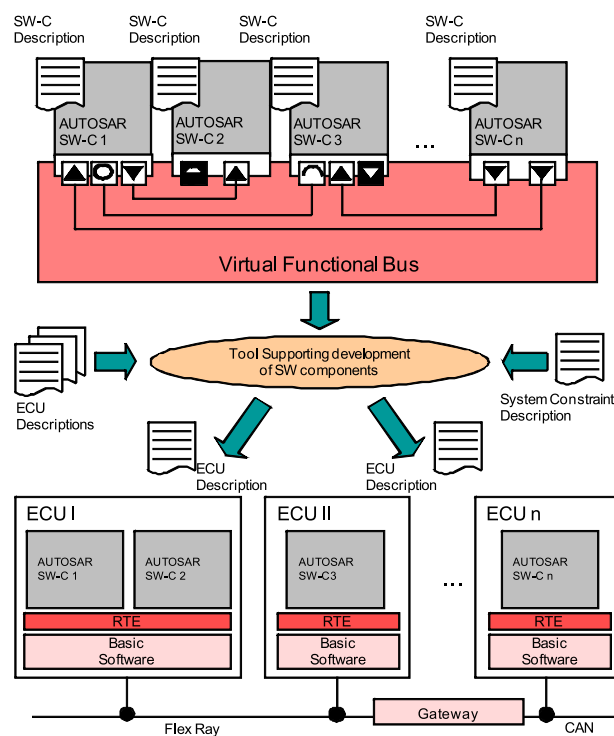 SW-C
Description
SW-C
Description
SW-C
Description
SW-C
Description
AUTOSAR
SW-C 1
AUTOSAR
SW-C 2
AUTOSAR
SW-C 3
...
AUTOSAR
SW-C n
Virtual Functional Bus
Tool Supporting development
of SW components
ECU
Descriptions
System Constraint
Description
ECU
Description
ECU
Description
ECU I
ECU II
ECU n
AUTOSAR
SW-C 1
AUTOSAR
SW-C 2
AUTOSAR
SW-C3
...
AUTOSAR
SW-C n
RTE
RTE
RTE
Basic
Software
Basic
Software
Basic
Software
Gateway
Flex Ray
CAN